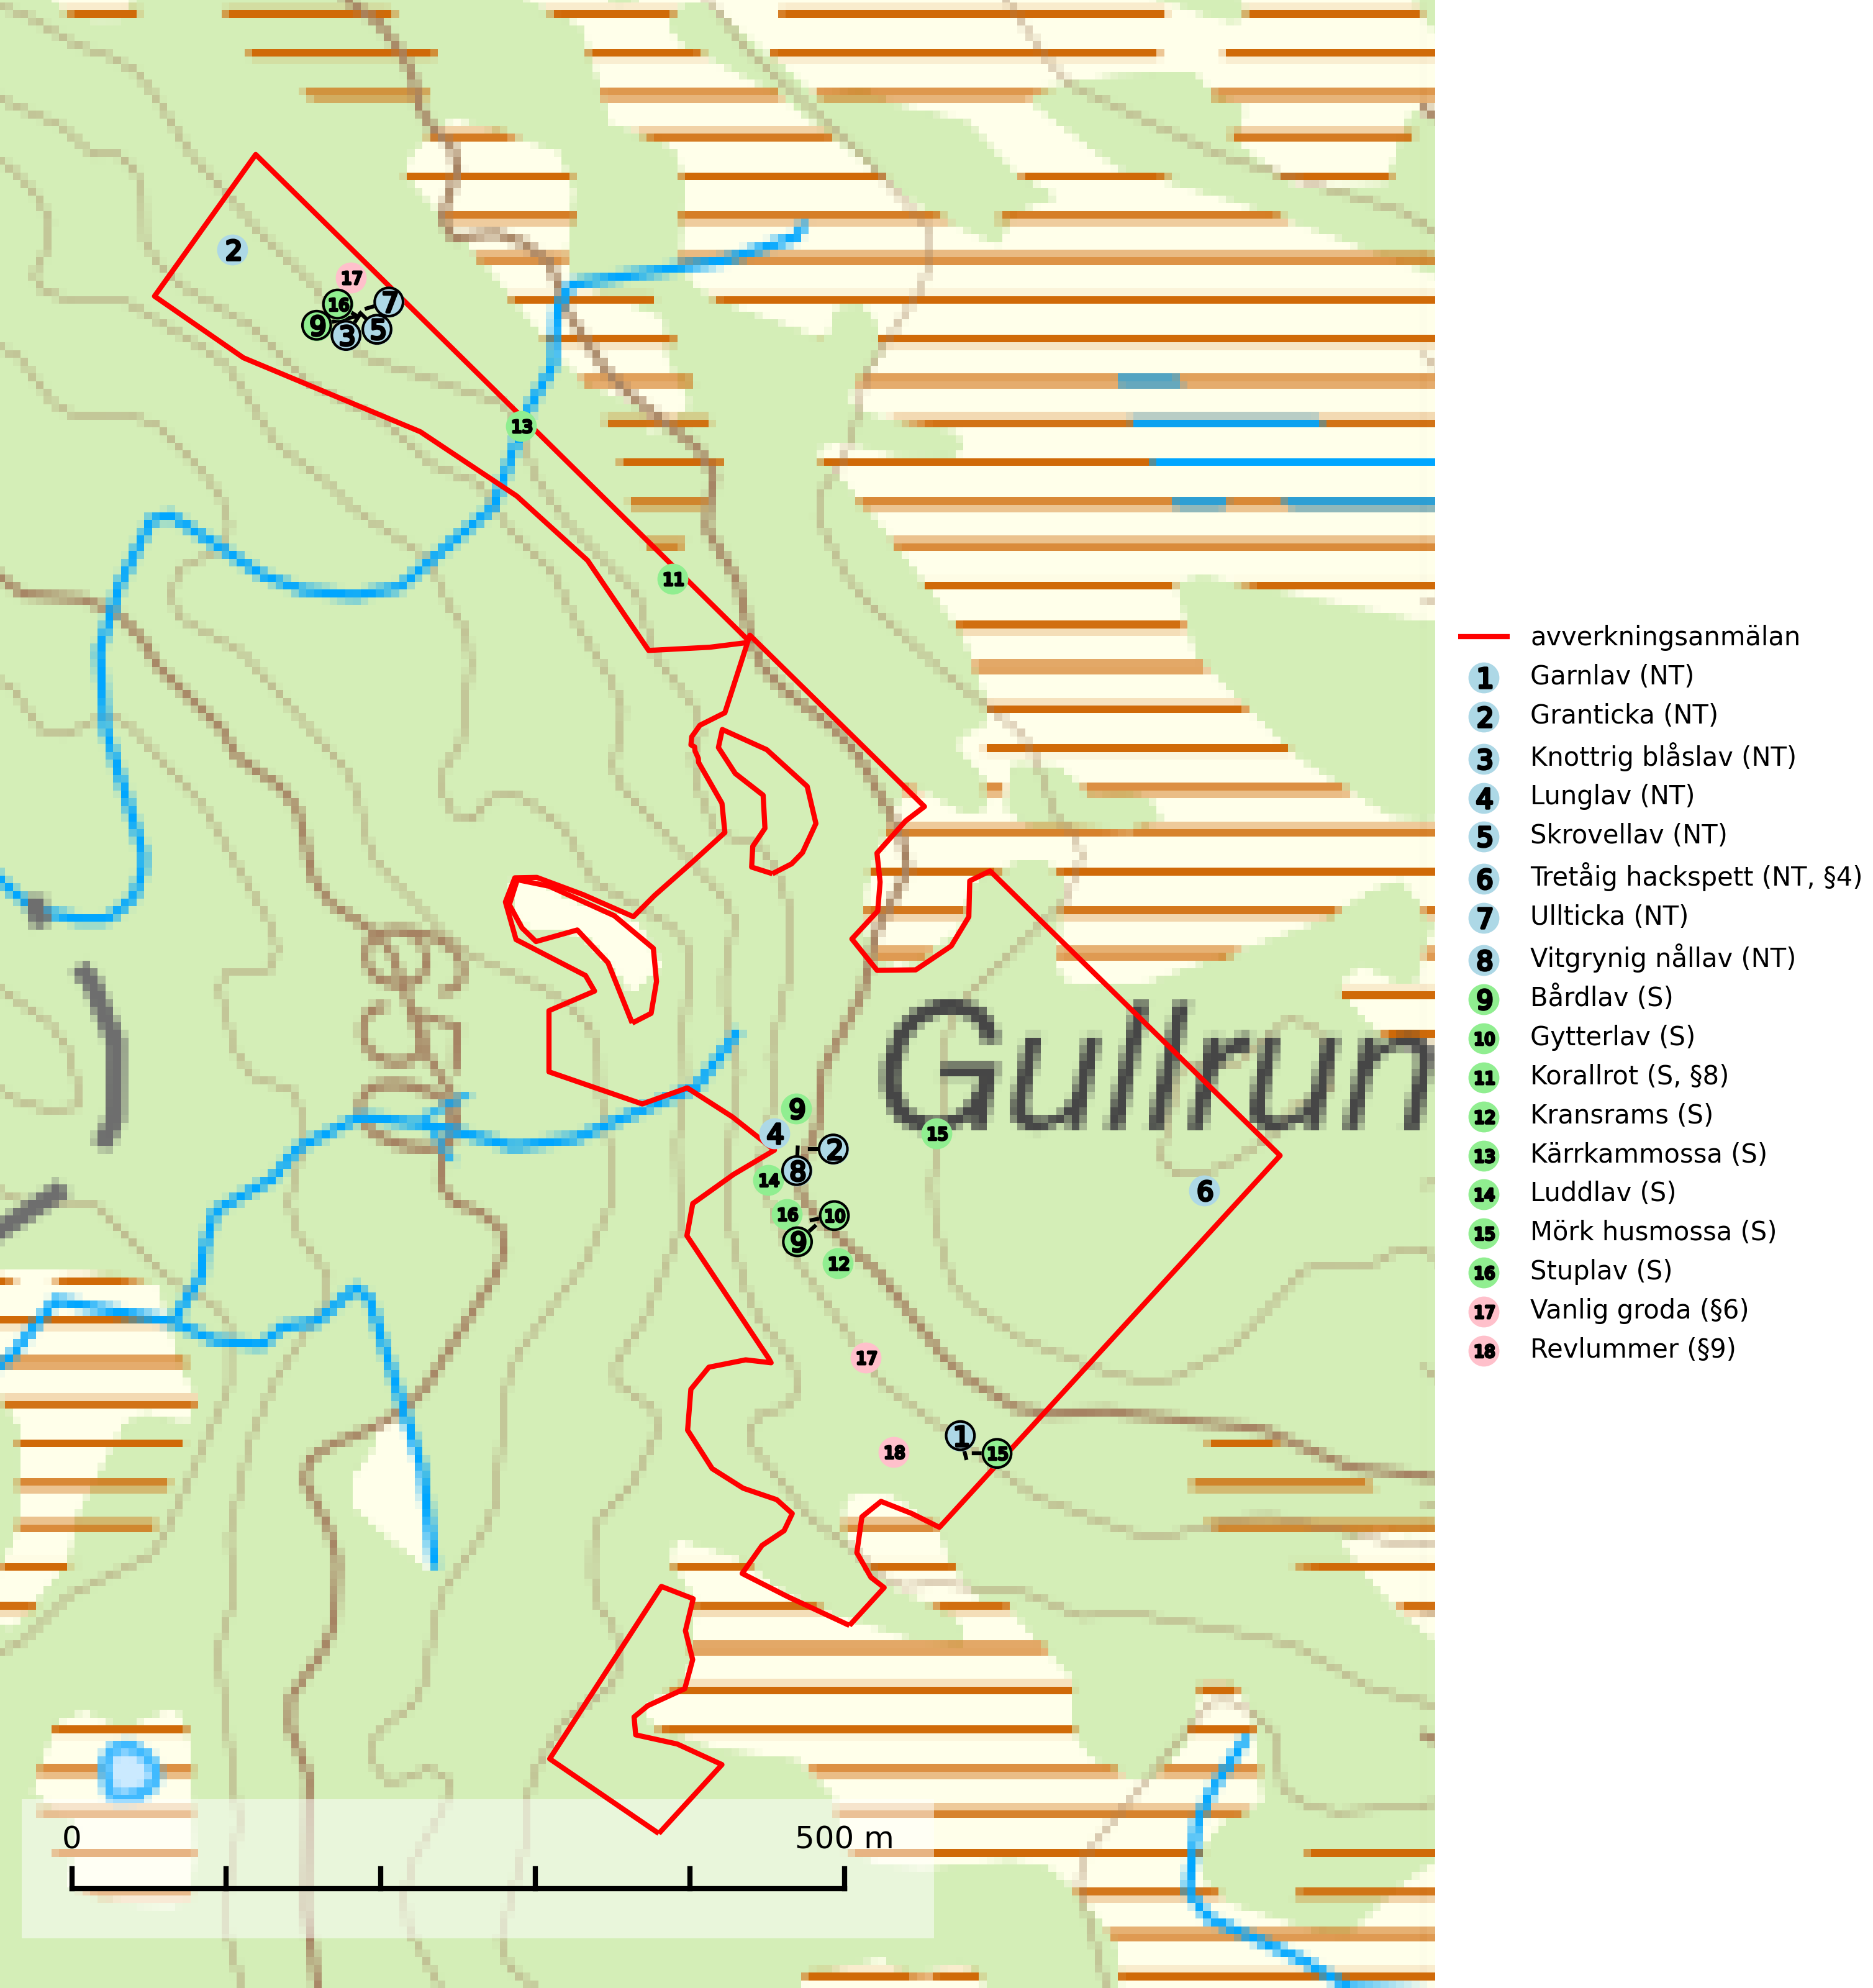 2
17
16
7
9
3
5
13
11
Gullrun
9
4
2
15
8
14
6
16
10
9
12
17
1
18
15
0
500 m
avverkningsanmälan
1 Garnlav (NT)
2 Granticka (NT)
3 Knottrig blåslav (NT)
4 Lunglav (NT)
5 Skrovellav (NT)
6 Tretåig hackspett (NT, §4)
7 Ullticka (NT)
8 Vitgrynig nållav (NT)
9 Bårdlav (S)
10 Gytterlav (S)
11 Korallrot (S, §8)
12 Kransrams (S)
13 Kärrkammossa (S)
14 Luddlav (S)
15 Mörk husmossa (S)
16 Stuplav (S)
17 Vanlig groda (§6)
18 Revlummer (§9)